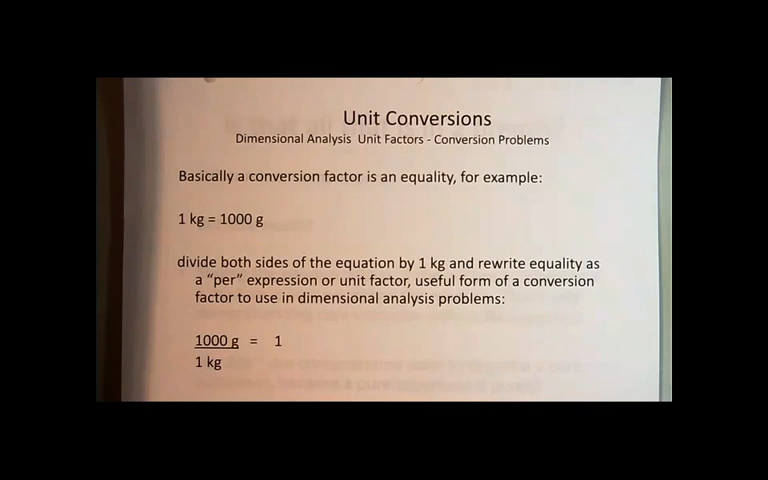 Unit Conversions
Dimensional Analysis  Unit Factors - Conversion Problems
Basically a conversion factor is an equality, for example:
1 kg = 1000 g
divide both sides of the equation by 1 kg and rewrite equality as
a “per” expression or unit factor, useful form of a conversion
factor to use in dimensional analysis problems:
1000 g  =  1
1 kg